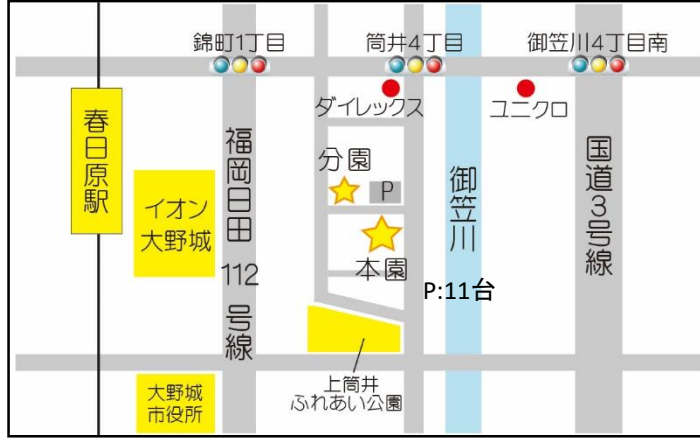 錦町1丁目
筒井4丁目
御笠川4丁目南
ダイレックス
ユニクロ
春日原駅
イオン
大野城
福岡日田
112
号線
分園
P
本園
御笠川
P:11台
国道3号線
上筒井
ふれあい公園
大野城
市役所